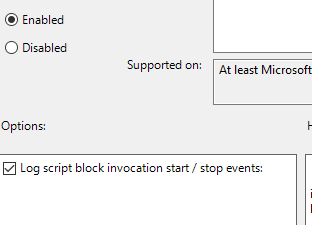 Enabled
Disabled
Supported on:
At least Microsoft
Options:
Log script block invocation start / stop events: